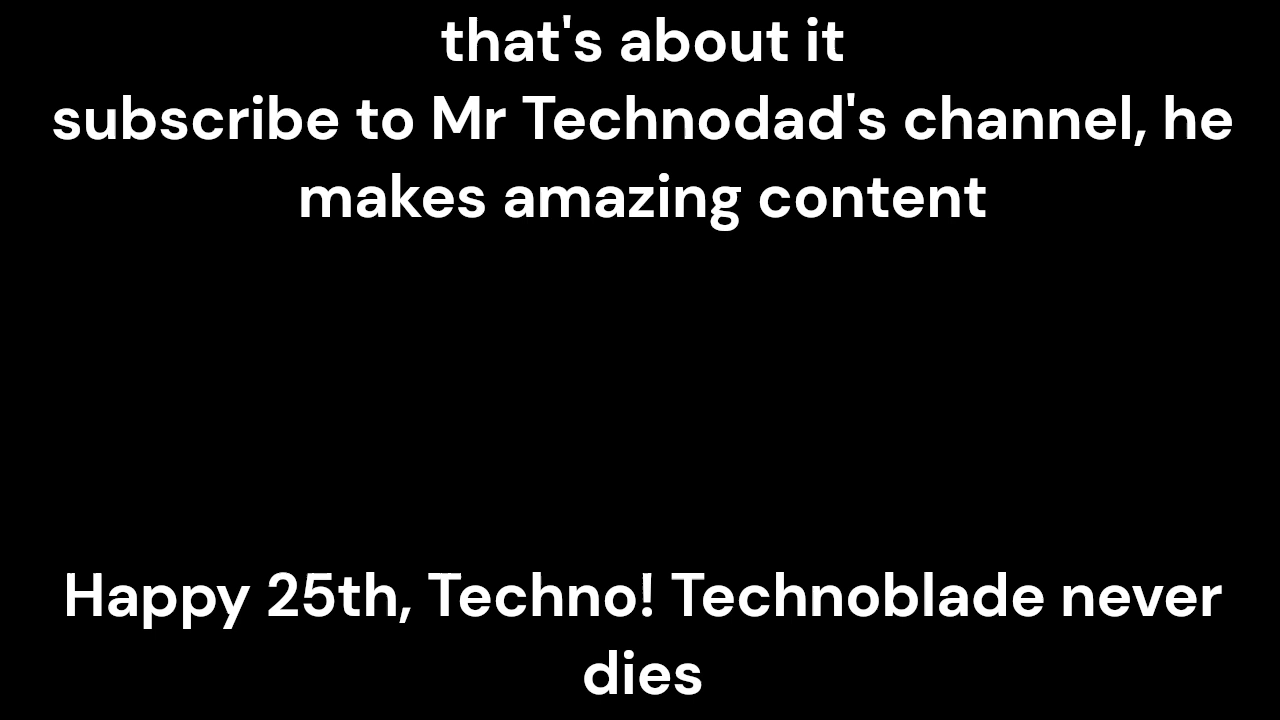 that's about it
subscribe to Mr Technodad's channel, he
makes amazing content
Happy 25th, Techno! Technoblade never
dies